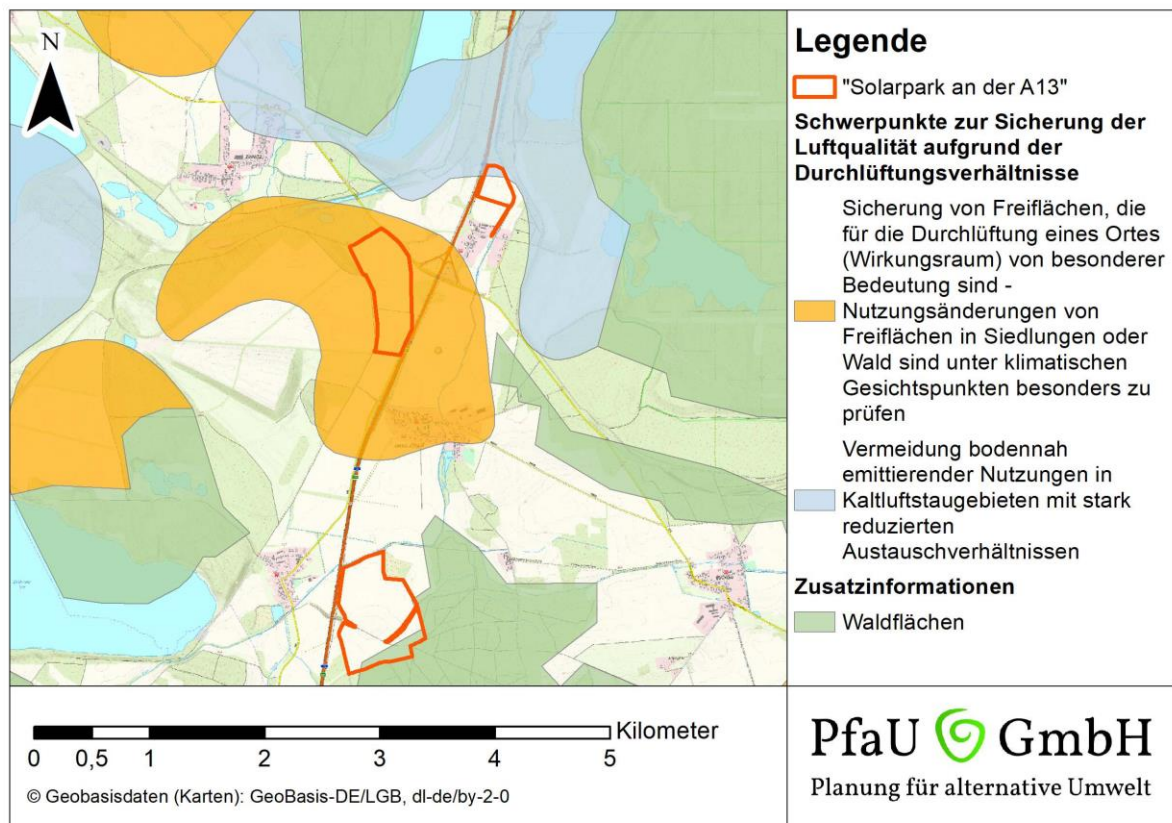 N
Legende
"Solarpark an der A13"
Schwerpunkte zur Sicherung der
Luftqualität aufgrund der
Durchlüftungsverhältnisse
Sicherung von Freiflächen, die
für die Durchlüftung eines Ortes
(Wirkungsraum) von besonderer
Bedeutung sind -
Nutzungsänderungen von
Freiflächen in Siedlungen oder
Wald sind unter klimatischen
Gesichtspunkten besonders zu
prüfen
Vermeidung bodennah
emittierender Nutzungen in
Kaltluftstaugebieten mit stark
reduzierten
Austauschverhältnissen
Zusatzinformationen
Waldflächen
Kilometer
0 0,5 1 2 3 4 5
© Geobasisdaten (Karten): GeoBasis-DE/LGB, dl-de/by-2-0
PfaU GmbH
Planung für alternative Umwelt